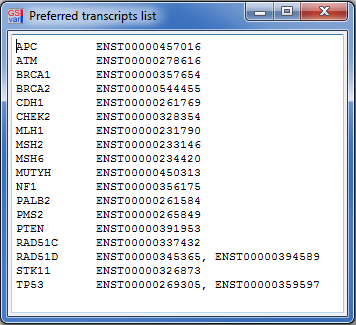 GS
var
Preferred transcripts list
APC ENST00000457016
ATM ENST00000278616
BRCA1 ENST00000357654
BRCA2 ENST00000544455
CDH1 ENST00000261769
CHEK2 ENST00000328354
MLH1 ENST00000231790
MSH2 ENST00000233146
MSH6 ENST00000234420
MUTYH ENST00000450313
NF1 ENST00000356175
PALB2 ENST00000261584
PMS2 ENST00000265849
PTEN ENST00000391953
RAD51C ENST00000337432
RAD51D ENST00000345365, ENST00000394589
STK11 ENST00000326873
TP53 ENST00000269305, ENST00000359597